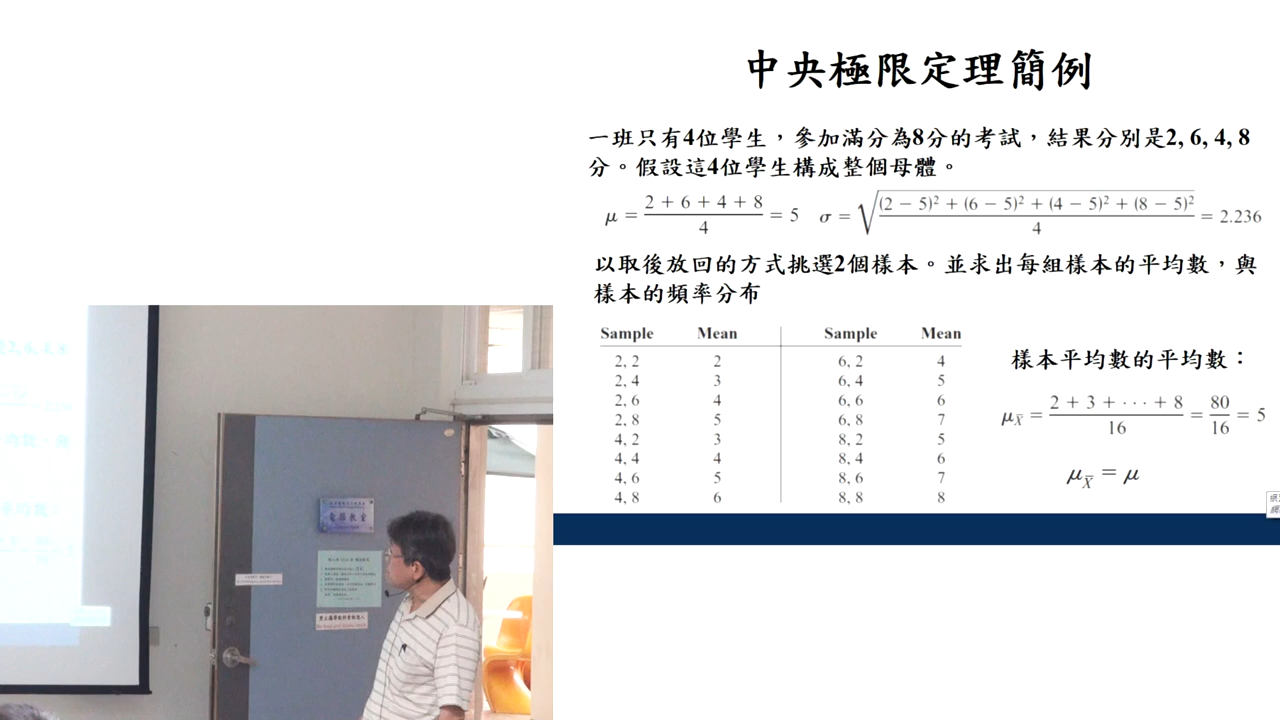 中央極限定理簡例
一班只有4位學生，參加滿分為8分的考試，結果分別是2, 6, 4, 8
分。假設這4位學生構成整個母體。
μ = (2 + 6 + 4 + 8) / 4 = 5   σ = √((2 − 5)² + (6 − 5)² + (4 − 5)² + (8 − 5)² / 4) = 2.236
以取後放回的方式挑選2個樣本。並求出每組樣本的平均數，與
樣本的頻率分布
Sample Mean Sample Mean
2, 2 2 6, 2 4
2, 4 3 6, 4 5
2, 6 4 6, 6 6
2, 8 5 6, 8 7
4, 2 3 8, 2 5
4, 4 4 8, 4 6
4, 6 5 8, 6 7
4, 8 6 8, 8 8
樣本平均數的平均數：
μX̄ = (2 + 3 + · · · + 8) / 16 = 80 / 16 = 5
μX̄ = μ
電腦教室